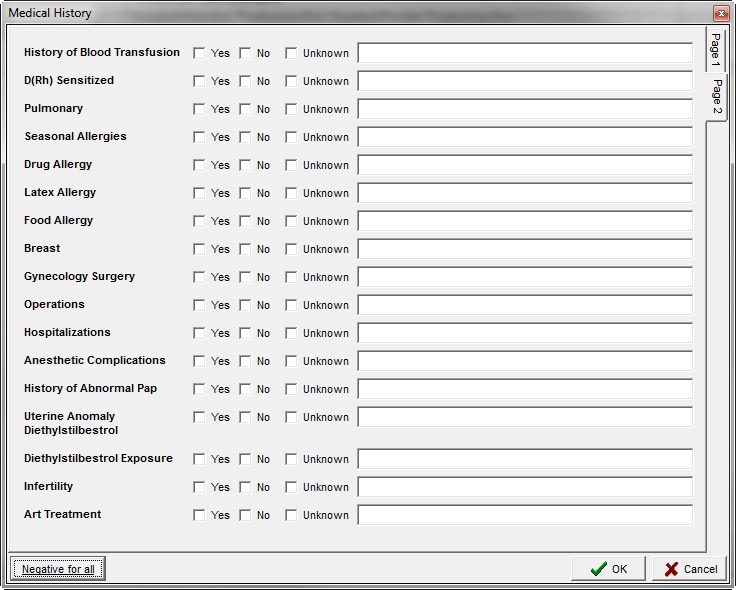 Medical History
Page 1
Page 2
History of Blood Transfusion Yes No Unknown
D(Rh) Sensitized Yes No Unknown
Pulmonary Yes No Unknown
Seasonal Allergies Yes No Unknown
Drug Allergy Yes No Unknown
Latex Allergy Yes No Unknown
Food Allergy Yes No Unknown
Breast Yes No Unknown
Gynecology Surgery Yes No Unknown
Operations Yes No Unknown
Hospitalizations Yes No Unknown
Anesthetic Complications Yes No Unknown
History of Abnormal Pap Yes No Unknown
Uterine Anomaly Yes No Unknown
Diethylstilbestrol
Diethylstilbestrol Exposure Yes No Unknown
Infertility Yes No Unknown
Art Treatment Yes No Unknown
Negative for all OK Cancel